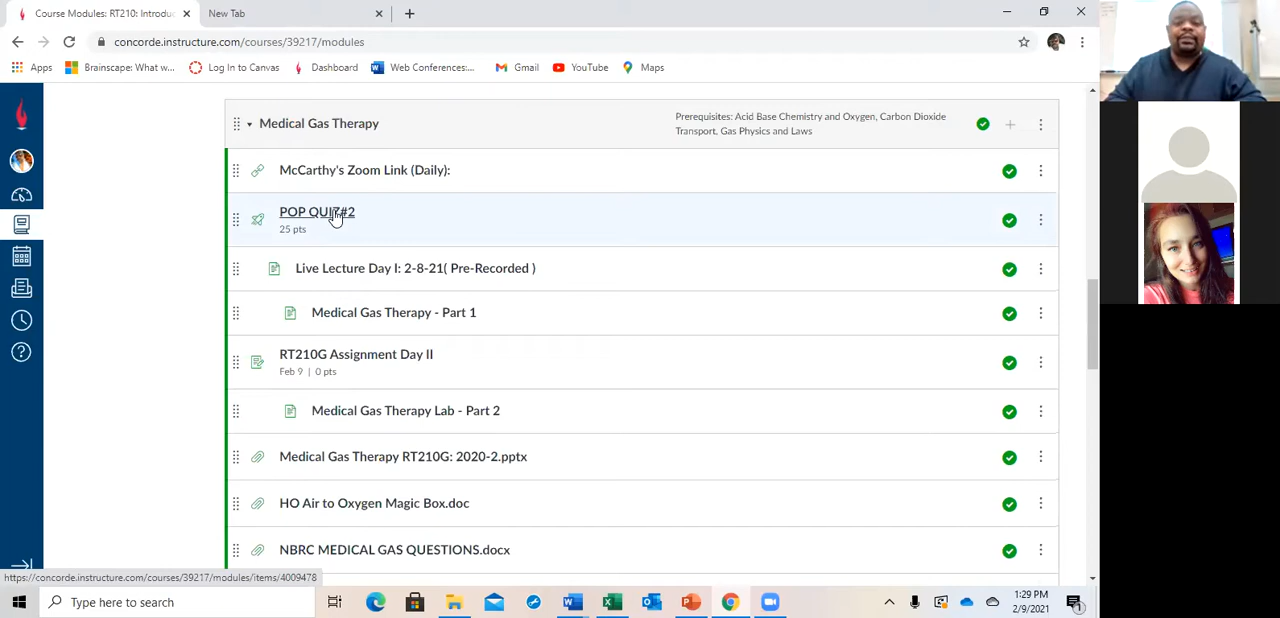 Course Modules: RT210: Introduc
New Tab
concorde.instructure.com/courses/39217/modules
Apps
Brainscape: What w...
Log In to Canvas
Dashboard
Web Conferences:...
Gmail
YouTube
Maps
Medical Gas Therapy
Prerequisites: Acid Base Chemistry and Oxygen, Carbon Dioxide
Transport, Gas Physics and Laws
McCarthy's Zoom Link (Daily):
POP QUIZ#2
25 pts
Live Lecture Day I: 2-8-21( Pre-Recorded )
Medical Gas Therapy - Part 1
RT210G Assignment Day II
Feb 9 | 0 pts
Medical Gas Therapy Lab - Part 2
Medical Gas Therapy RT210G: 2020-2.pptx
HO Air to Oxygen Magic Box.doc
NBRC MEDICAL GAS QUESTIONS.docx
https://concorde.instructure.com/courses/39217/modules/items/4009478
Type here to search
1:29 PM
2/9/2021